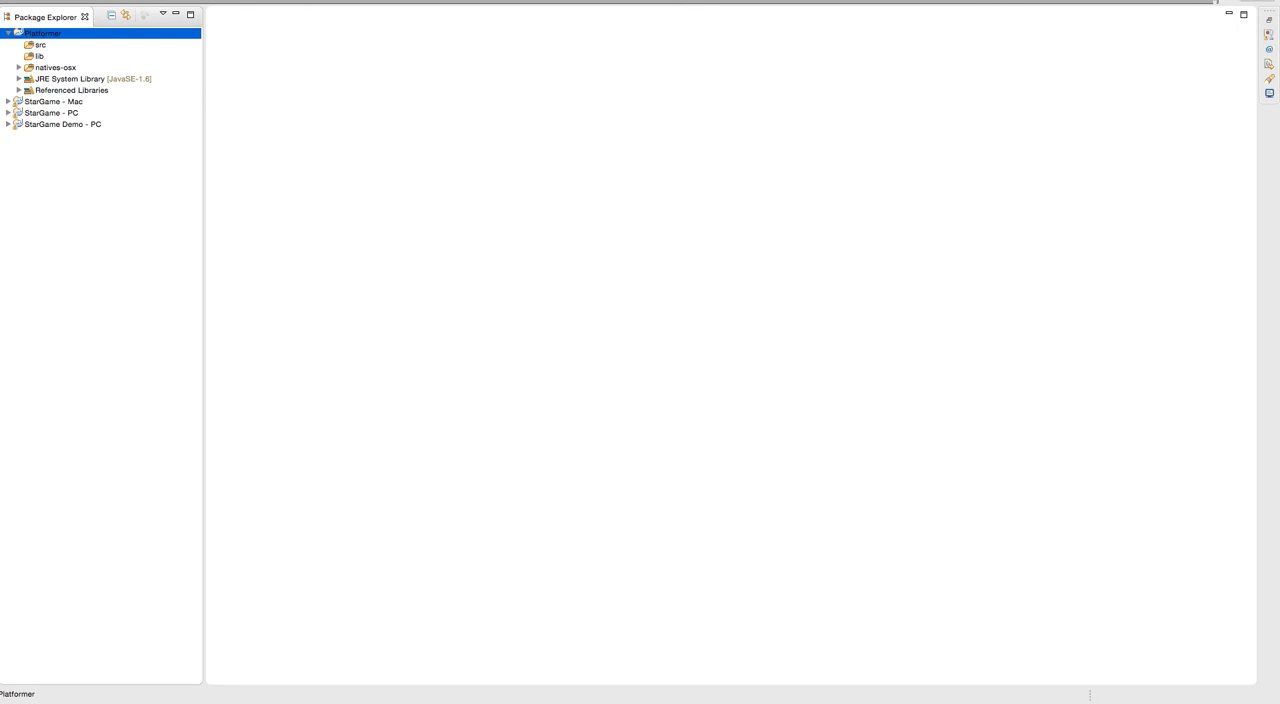 Package Explorer
Platformer
src
lib
natives-osx
JRE System Library [JavaSE-1.6]
Referenced Libraries
StarGame - Mac
StarGame - PC
StarGame Demo - PC
Platformer